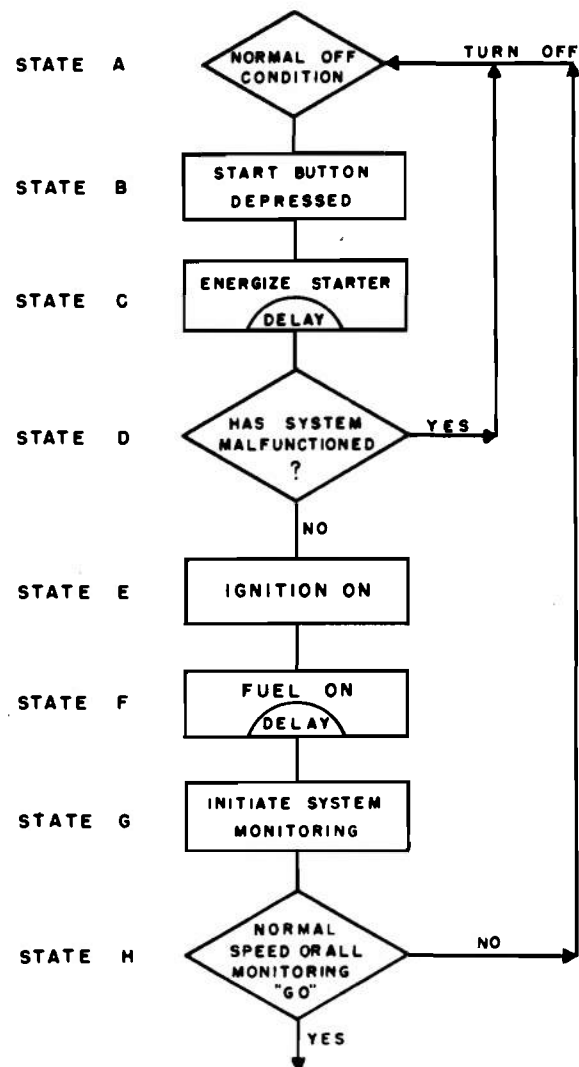 TURN OFF
STATE A
NORMAL OFF
CONDITION
STATE B
START BUTTON
DEPRESSED
STATE C
ENERGIZE STARTER
DELAY
STATE D
HAS SYSTEM
MALFUNCTIONED
?
YES
NO
STATE E
IGNITION ON
STATE F
FUEL ON
DELAY
STATE G
INITIATE SYSTEM
MONITORING
STATE H
NORMAL
SPEED OR ALL
MONITORING
"GO"
NO
YES